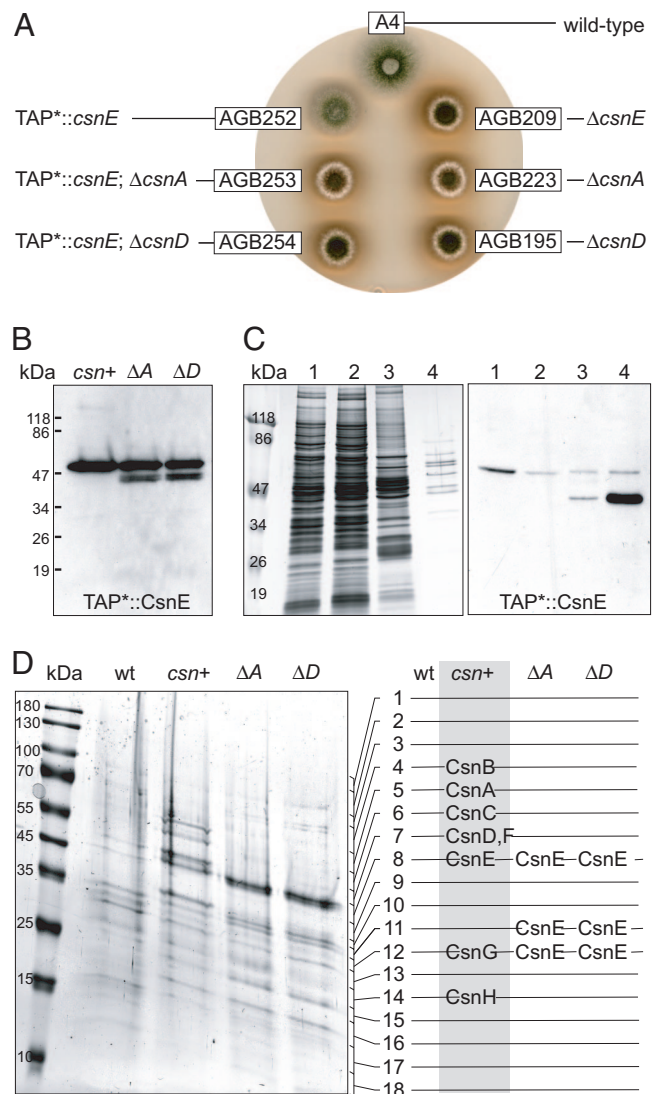 A
A4
wild-type
TAP*::csnE
AGB252
AGB209
ΔcsnE
TAP*::csnE; ΔcsnA
AGB253
AGB223
ΔcsnA
TAP*::csnE; ΔcsnD
AGB254
AGB195
ΔcsnD
B
kDa csn+ ΔA ΔD
118
86
47
34
26
19
TAP*::CsnE
C
kDa 1 2 3 4
118
86
47
34
26
19
1 2 3 4
TAP*::CsnE
D
kDa wt csn+ ΔA ΔD
180
130
100
70
55
45
35
25
15
10
wt csn+ ΔA ΔD
1
2
3
4 CsnB
5 CsnA
6 CsnC
7 CsnD,F
8 CsnE CsnE CsnE
9
10
11 CsnE CsnE
12 CsnG CsnE CsnE
13
14 CsnH
15
16
17
18